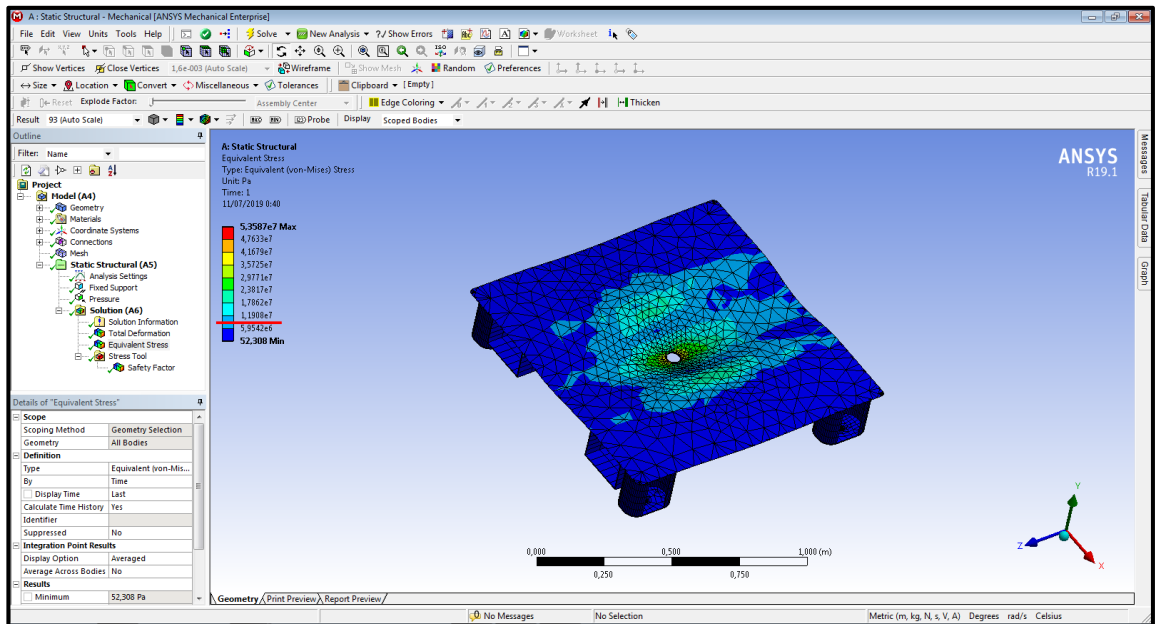 A : Static Structural - Mechanical [ANSYS Mechanical Enterprise]
File Edit View Units Tools Help Solve New Analysis ?/ Show Errors Worksheet
Show Vertices Close Vertices 1,6e-003 (Auto Scale) Wireframe Show Mesh Random Preferences
Size Location Convert Miscellaneous Tolerances Clipboard [Empty]
Reset Explode Factor: Assembly Center Edge Coloring Thicken
Result 93 (Auto Scale) Probe Display Scoped Bodies
Outline
Filter: Name
Project
Model (A4)
Geometry
Materials
Coordinate Systems
Connections
Mesh
Static Structural (A5)
Analysis Settings
Fixed Support
Pressure
Solution (A6)
Solution Information
Total Deformation
Equivalent Stress
Stress Tool
Safety Factor
Details of "Equivalent Stress"
Scope
Scoping Method Geometry Selection
Geometry All Bodies
Definition
Type Equivalent (von-Mis...
By Time
Display Time Last
Calculate Time History Yes
Identifier
Suppressed No
Integration Point Results
Display Option Averaged
Average Across Bodies No
Results
Minimum 52,308 Pa
A: Static Structural
Equivalent Stress
Type: Equivalent (von-Mises) Stress
Unit: Pa
Time: 1
11/07/2019 0:40
5,3587e7 Max
4,7633e7
4,1679e7
3,5725e7
2,9771e7
2,3817e7
1,7862e7
1,1908e7
5,9542e6
52,308 Min
ANSYS
R19.1
0,000 0,500 1,000 (m)
0,250 0,750
Y
Z
X
Messages
Tabular Data
Graph
Geometry Print Preview Report Preview
No Messages No Selection Metric (m, kg, N, s, V, A) Degrees rad/s Celsius